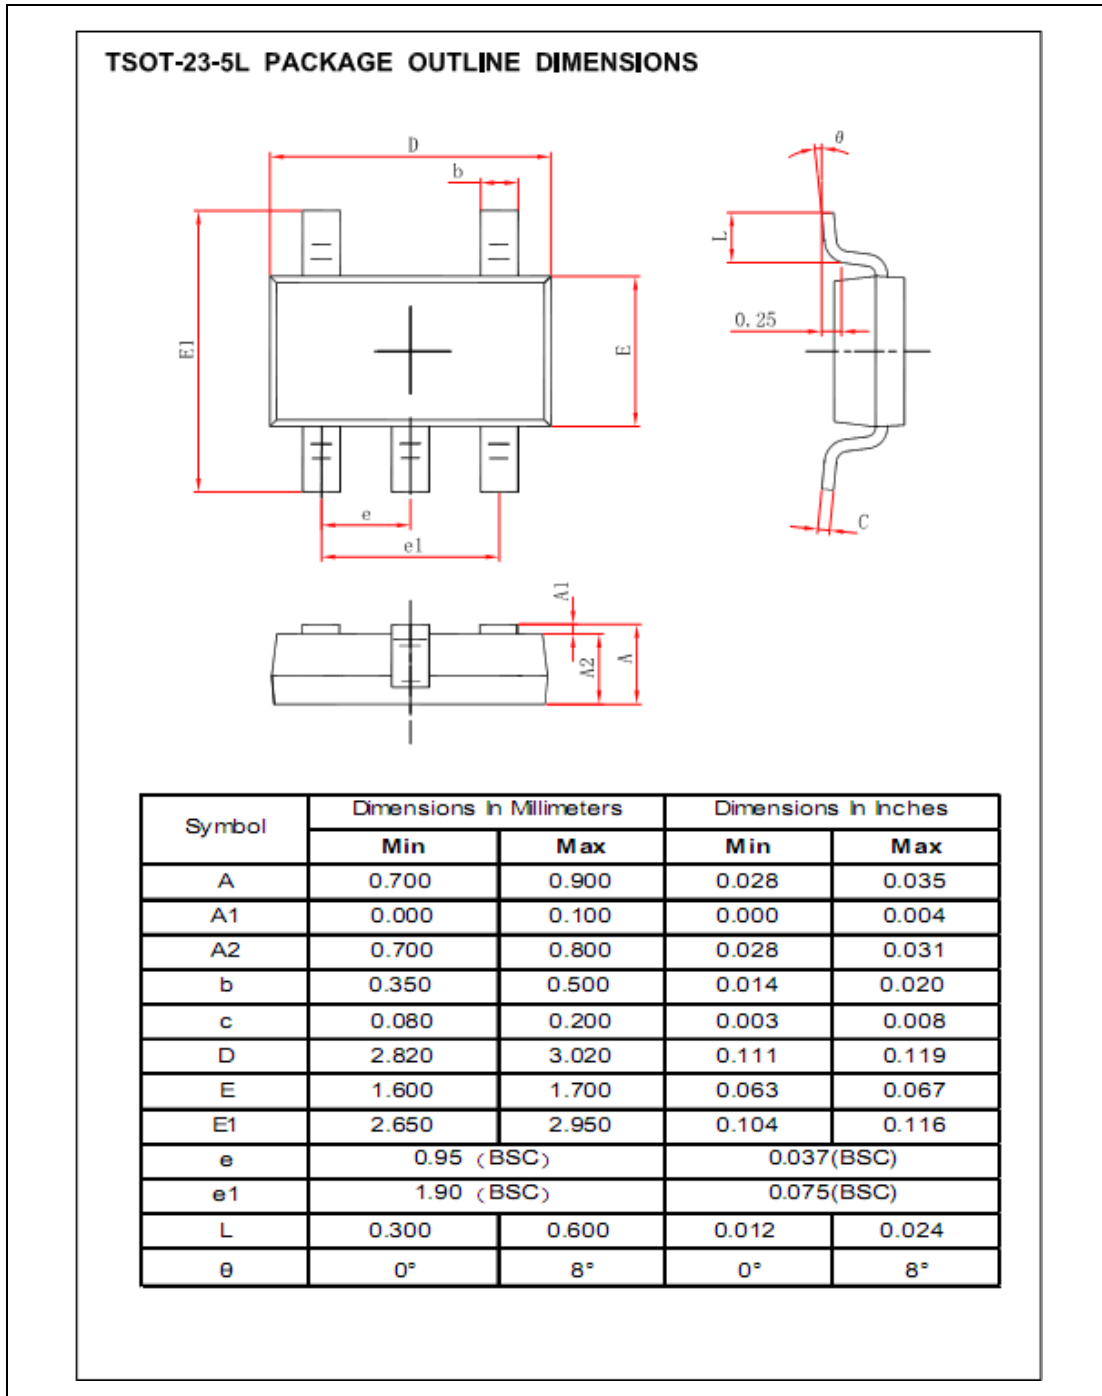 TSOT-23-5L PACKAGE OUTLINE DIMENSIONS
D
θ
b
L
0.25
E1
E
e
e1
C
A1
A2
A
Symbol Dimensions In Millimeters Dimensions In Inches
Min Max Min Max
A 0.700 0.900 0.028 0.035
A1 0.000 0.100 0.000 0.004
A2 0.700 0.800 0.028 0.031
b 0.350 0.500 0.014 0.020
c 0.080 0.200 0.003 0.008
D 2.820 3.020 0.111 0.119
E 1.600 1.700 0.063 0.067
E1 2.650 2.950 0.104 0.116
e 0.95 (BSC) 0.037(BSC)
e1 1.90 (BSC) 0.075(BSC)
L 0.300 0.600 0.012 0.024
θ 0° 8° 0° 8°